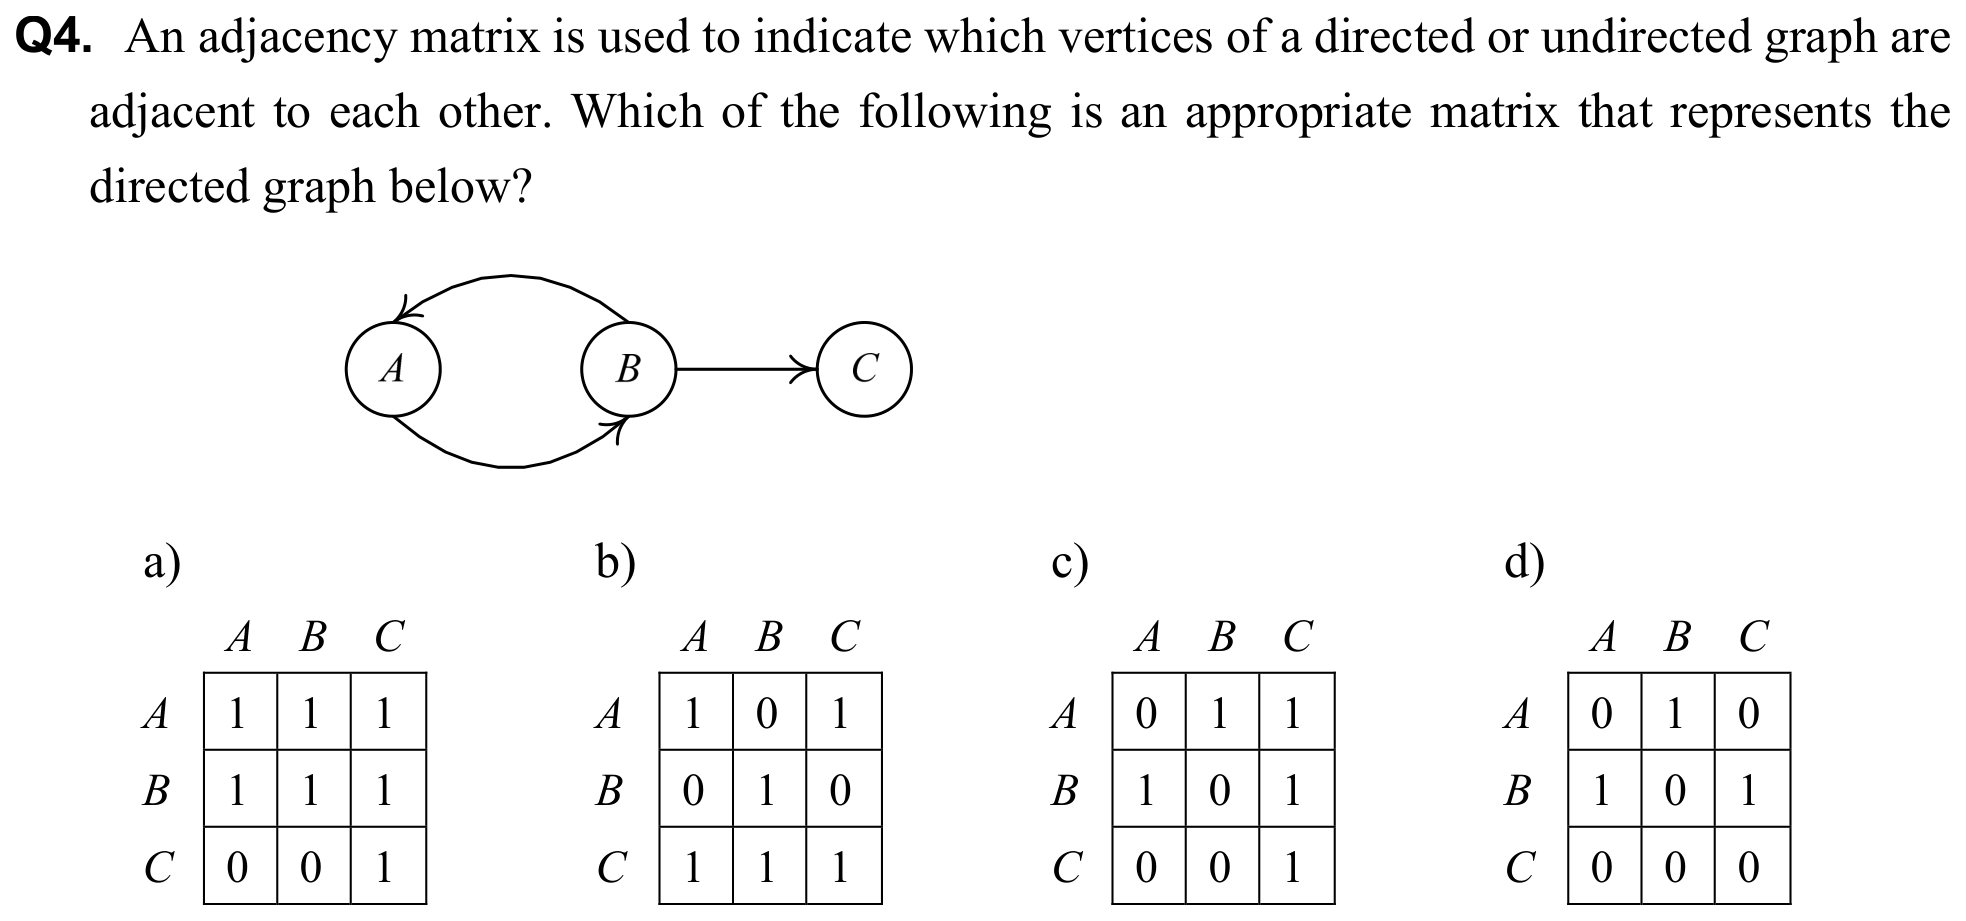 Q4. An adjacency matrix is used to indicate which vertices of a directed or undirected graph are
adjacent to each other. Which of the following is an appropriate matrix that represents the
directed graph below?
A B C
a) b) c) d)
A B C A B C A B C A B C
A 1 1 1 A 1 0 1 A 0 1 1 A 0 1 0
B 1 1 1 B 0 1 0 B 1 0 1 B 1 0 1
C 0 0 1 C 1 1 1 C 0 0 1 C 0 0 0